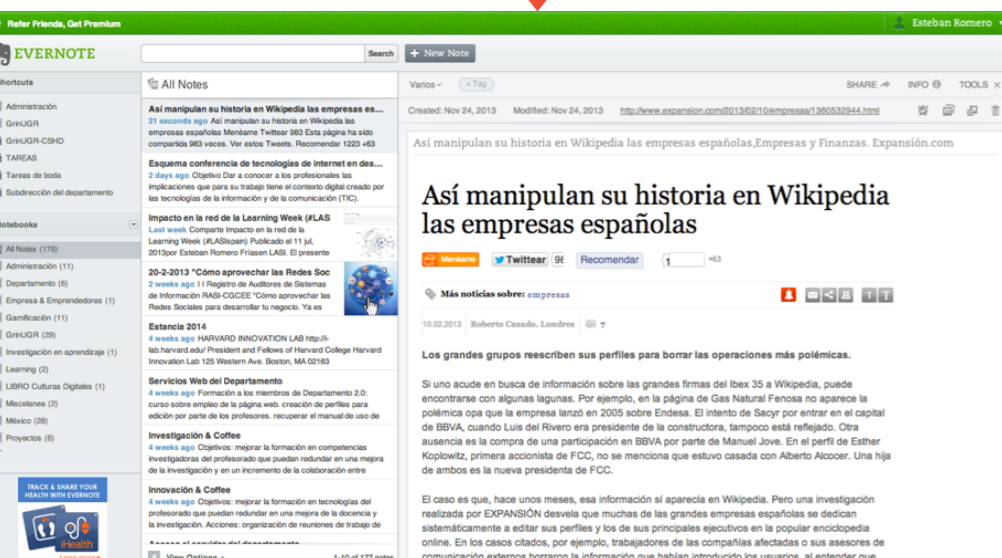 Refer Friends, Get Premium
Esteban Romero
EVERNOTE
Search
+ New Note
Shortcuts
Administración
GrinUGR
GrinUGR-CSHD
TAREAS
Tareas de boda
Subdirección del departamento
Notebooks
All Notes (176)
Administración (11)
Departamento (6)
Empresa & Emprendedores (1)
Gamificación (11)
GrinUGR (29)
Investigación en aprendizaje (1)
Learning (2)
LIBRO Culturas Digitales (1)
Miscelanea (2)
México (28)
Proyectos (6)
TRACK & SHARE YOUR
HEALTH WITH EVERNOTE
iHealth
Learn more
All Notes
Así manipulan su historia en Wikipedia las empresas es...
21 seconds ago Así manipulan su historia en Wikipedia las
empresas españolas Menéame Twittear 983 Esta página ha sido
compartida 983 veces. Ver estos Tweets. Recomendar 1223 +63
Esquema conferencia de tecnologías de internet en des...
2 days ago Objetivo Dar a conocer a los profesionales las
implicaciones que para su trabajo tiene el contexto digital creado por
las tecnologías de la información y de la comunicación (TIC).
Impacto en la red de la Learning Week (#LAS
Last week Comparte Impacto en la red de la
Learning Week (#LASIspain) Publicado el 11 jul,
2013por Esteban Romero Fríasen LASI. El presente
20-2-2013 "Cómo aprovechar las Redes Soc
2 weeks ago I I Registro de Auditores de Sistemas
de Información RASI-CGCEE "Cómo aprovechar las
Redes Sociales para desarrollar tu negocio. Ya es
Estancia 2014
4 weeks ago HARVARD INNOVATION LAB http://i-
lab.harvard.edu/ President and Fellows of Harvard College Harvard
Innovation Lab 125 Western Ave. Boston, MA 02163
Servicios Web del Departamento
4 weeks ago Formación a los miembros de Departamento 2.0:
curso sobre empleo de la página web. creación de perfiles para
edición por parte de los profesores. recuperar el manual de uso de
Investigación & Coffee
4 weeks ago Objetivos: mejorar la formación en competencias
investigadoras del profesorado que puedan redundar en una mejora
de la investigación y en un incremento de la colaboración entre
Innovación & Coffee
4 weeks ago Objetivos: mejorar la formación en tecnologías del
profesorado que puedan redundar en una mejora de la docencia y
la investigación. Acciones: organización de reuniones de trabajo de
Acceso al servidor del departamento
View Options
1-10 of 177 notes
Varios
+Tag
SHARE
INFO
TOOLS
Created: Nov 24, 2013 Modified: Nov 24, 2013 http://www.expansion.com/2013/02/10/empresas/1360532944.html
Así manipulan su historia en Wikipedia las empresas españolas,Empresas y Finanzas. Expansión.com
Así manipulan su historia en Wikipedia
las empresas españolas
Menéame
Twittear
98
Recomendar
1
+63
Más noticias sobre: empresas
10.02.2013 Roberto Casado. Londres 7
Los grandes grupos reescriben sus perfiles para borrar las operaciones más polémicas.
Si uno acude en busca de información sobre las grandes firmas del Ibex 35 a Wikipedia, puede
encontrarse con algunas lagunas. Por ejemplo, en la página de Gas Natural Fenosa no aparece la
polémica opa que la empresa lanzó en 2005 sobre Endesa. El intento de Sacyr por entrar en el capital
de BBVA, cuando Luis del Rivero era presidente de la constructora, tampoco está reflejado. Otra
ausencia es la compra de una participación en BBVA por parte de Manuel Jove. En el perfil de Esther
Koplowitz, primera accionista de FCC, no se menciona que estuvo casada con Alberto Alcocer. Una hija
de ambos es la nueva presidenta de FCC.
El caso es que, hace unos meses, esa información sí aparecía en Wikipedia. Pero una investigación
realizada por EXPANSIÓN desvela que muchas de las grandes empresas españolas se dedican
sistemáticamente a editar sus perfiles y los de sus principales ejecutivos en la popular enciclopedia
online. En los casos citados, por ejemplo, trabajadores de las compañías afectadas o sus asesores de
comunicación externos borraron la información que habían introducido los usuarios, al entender que